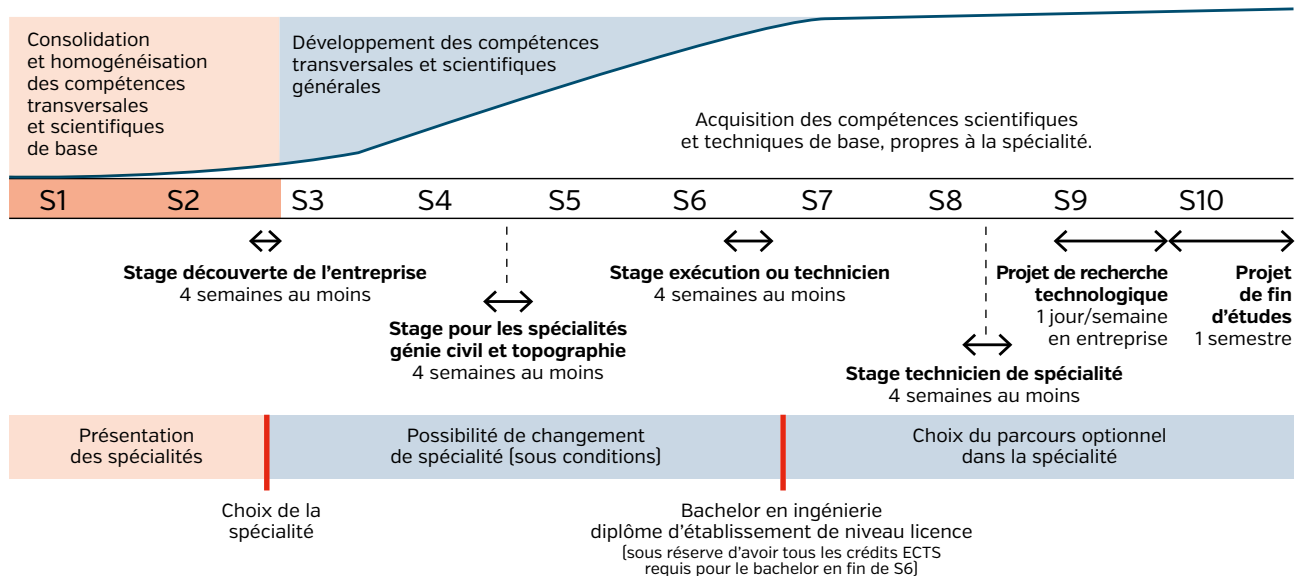 Consolidation
et homogénéisation
des compétences
transversales
et scientifiques
de base
Développement des compétences
transversales et scientifiques
générales
Acquisition des compétences scientifiques
et techniques de base, propres à la spécialité.
S1 S2 S3 S4 S5 S6 S7 S8 S9 S10
Stage découverte de l'entreprise
4 semaines au moins
Stage pour les spécialités
génie civil et topographie
4 semaines au moins
Stage exécution ou technicien
4 semaines au moins
Stage technicien de spécialité
4 semaines au moins
Projet de recherche
technologique
1 jour/semaine
en entreprise
Projet
de fin
d'études
1 semestre
Présentation
des spécialités
Possibilité de changement
de spécialité (sous conditions)
Choix du parcours optionnel
dans la spécialité
Choix de la
spécialité
Bachelor en ingénierie
diplôme d'établissement de niveau licence
(sous réserve d'avoir tous les crédits ECTS
requis pour le bachelor en fin de S6)